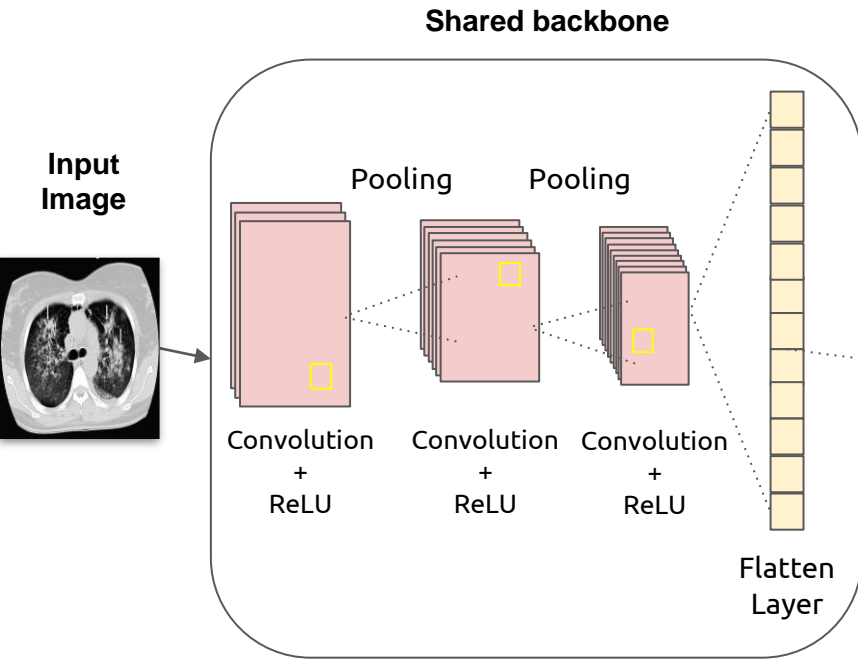 Shared backbone
Input
Image
Pooling
Pooling
Convolution
+
ReLU
Convolution
+
ReLU
Convolution
+
ReLU
Flatten
Layer